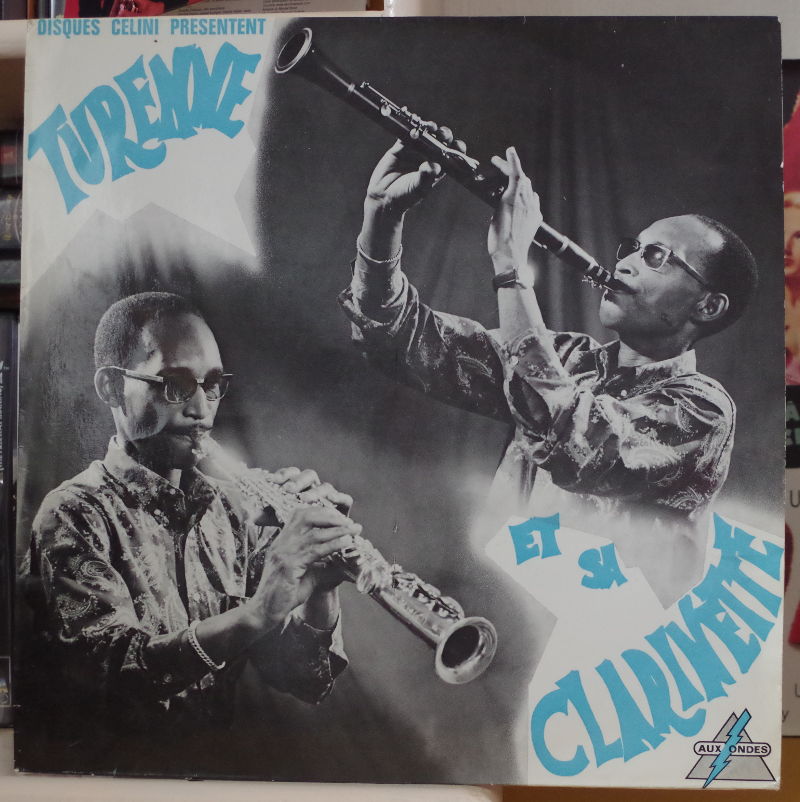 DISQUES CELINI PRESENTENT
TURENNE
ET SA
CLARINETTE
AUX ONDES